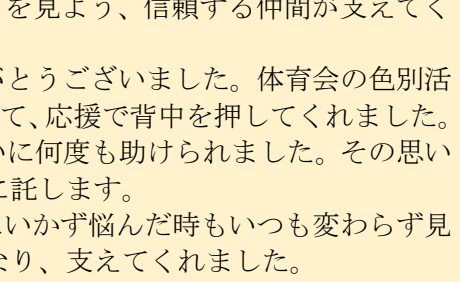 を見よう、信頼する仲間が支えてく
がとうございました。体育会の色別活
て、応援で背中を押してくれました。
いに何度も助けられました。その思い
に託します。
いかず悩んだ時もいつも変わらず見
なり、支えてくれました。